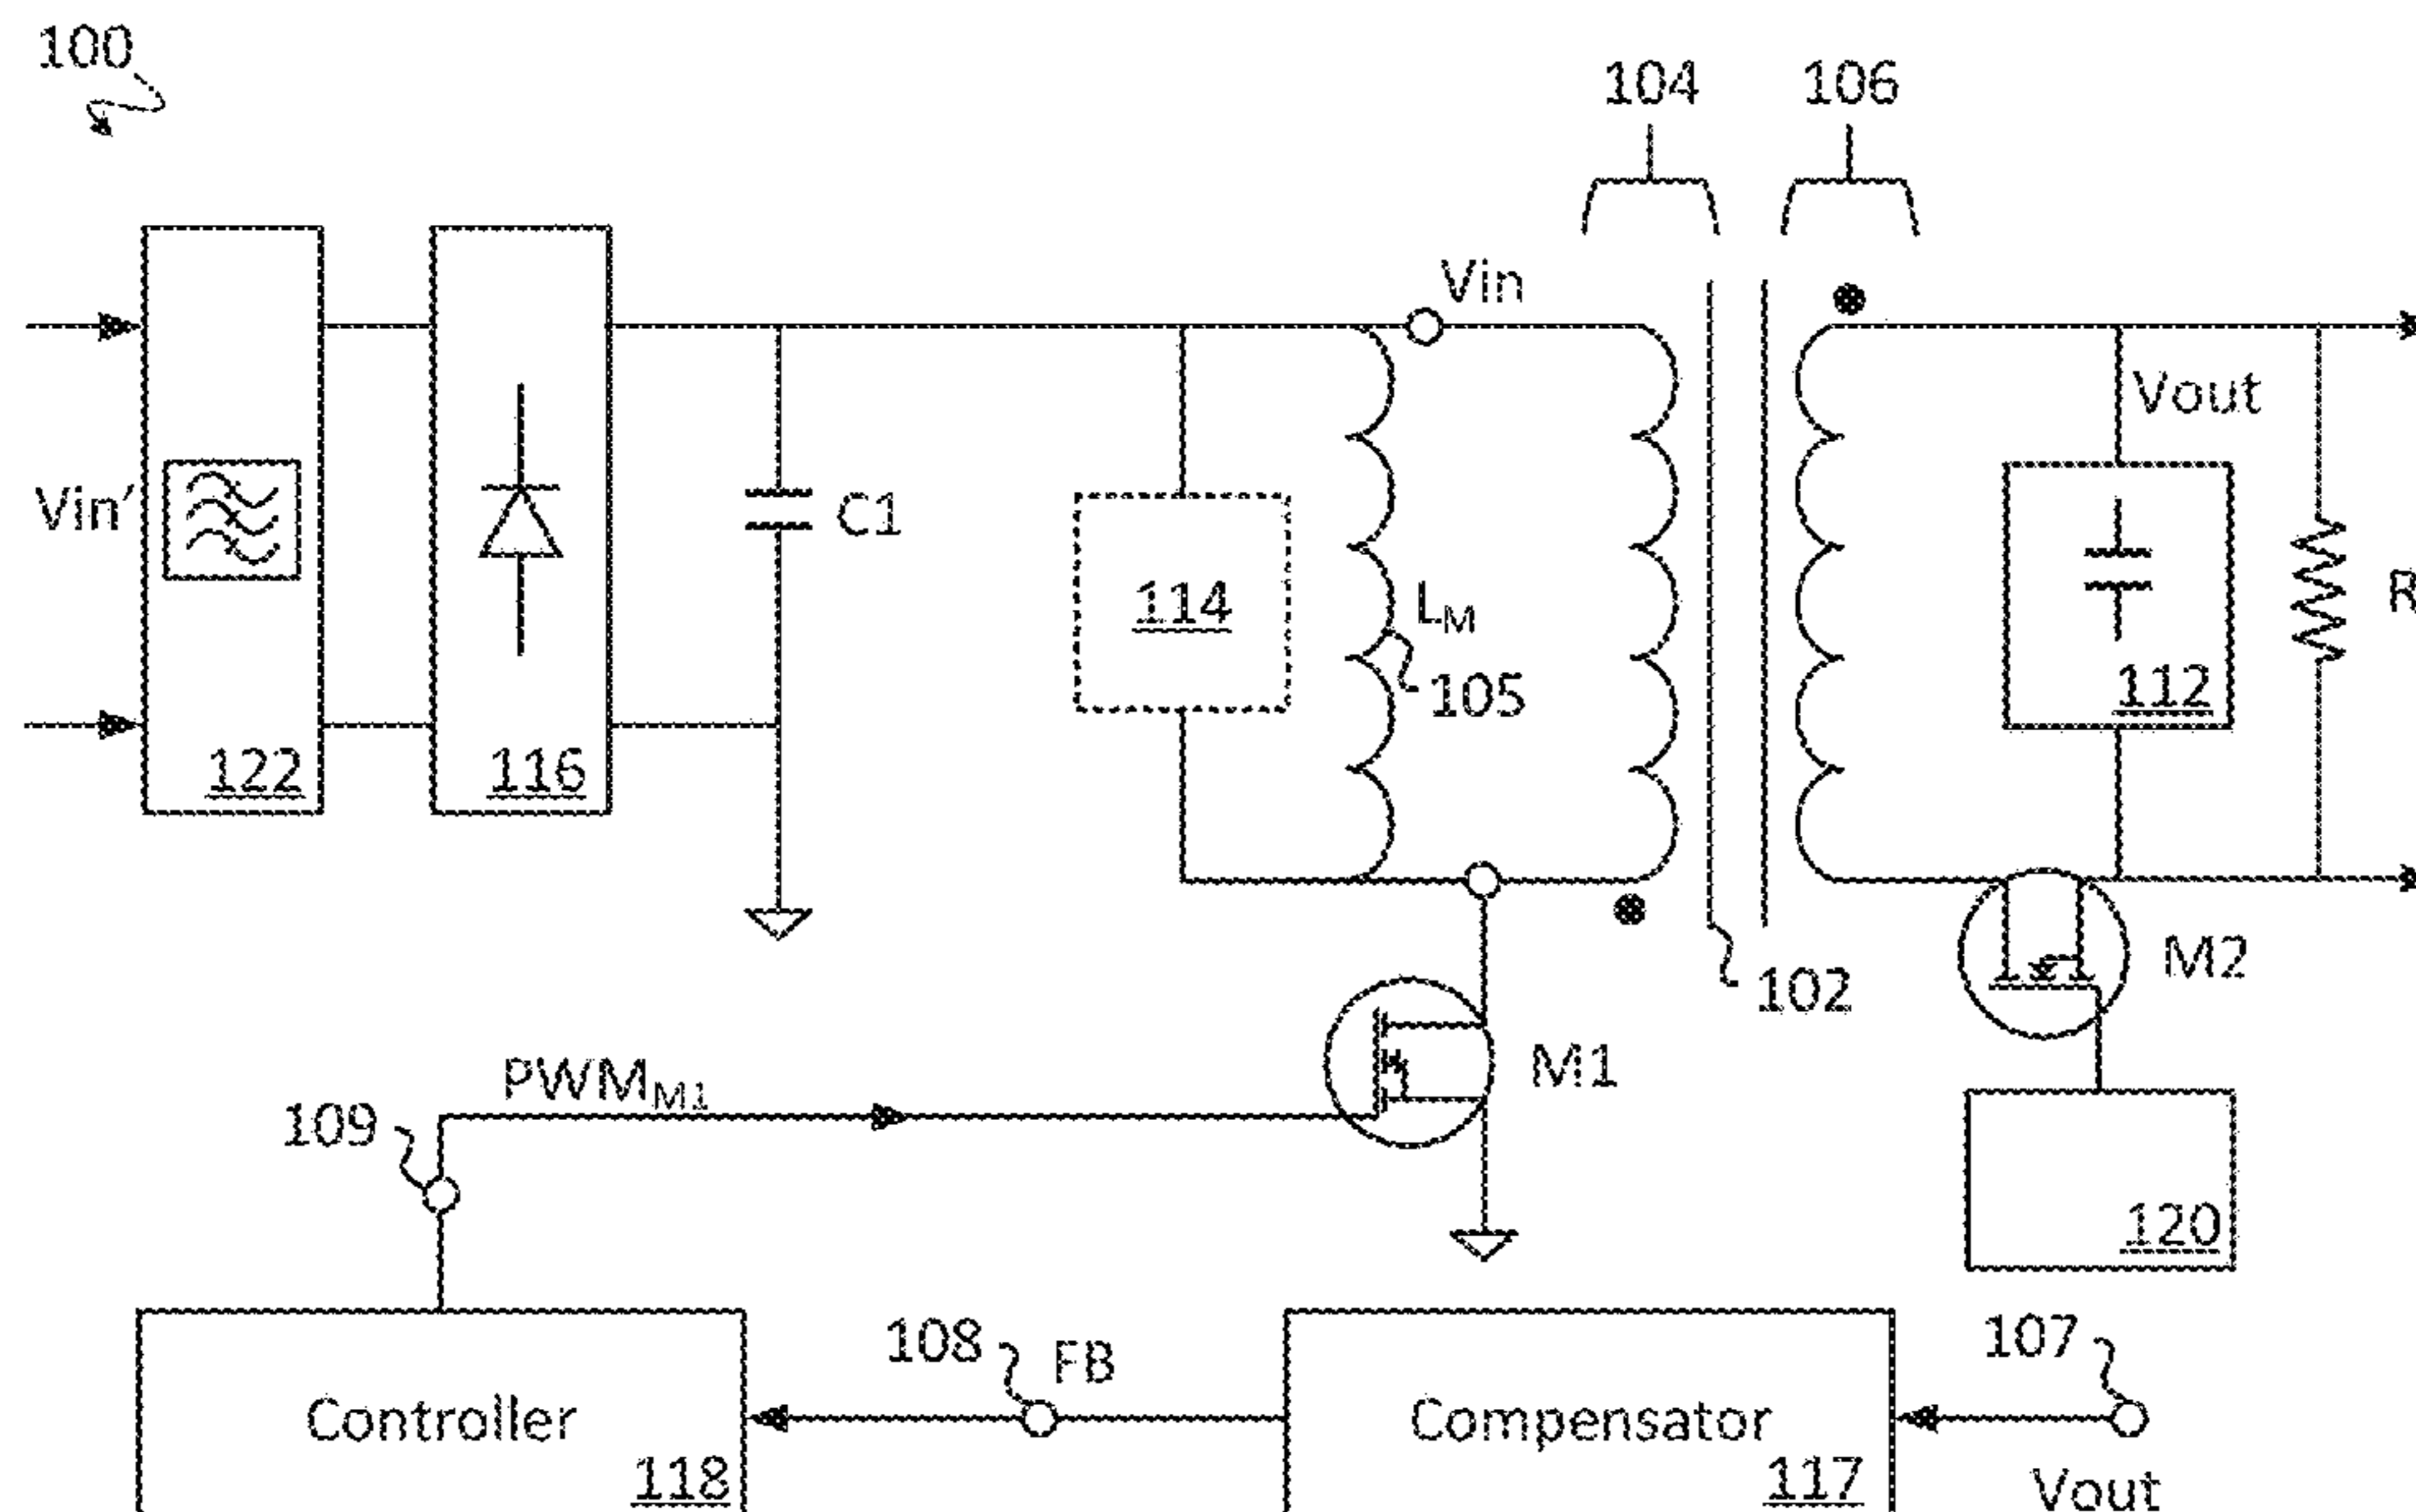 100
104
106
Vin
Vout
Vin'
C1
114
LM
105
112
R
122
116
102
M2
M1
PWMM1
109
120
108
FB
107
Controller
118
Compensator
117
Vout